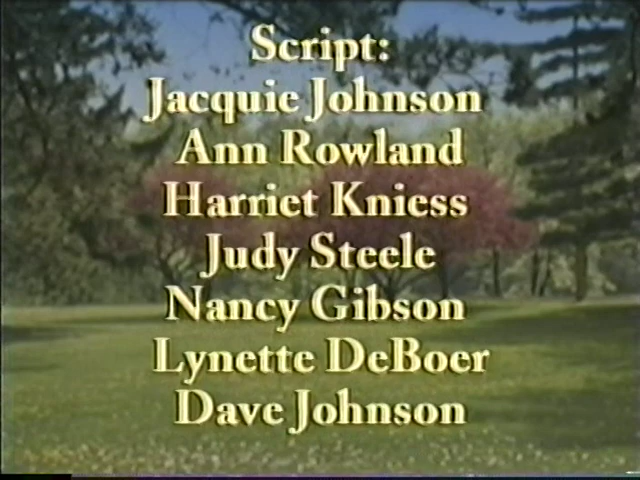 Script:
Jacquie Johnson
Ann Rowland
Harriet Kniess
Judy Steele
Nancy Gibson
Lynette DeBoer
Dave Johnson